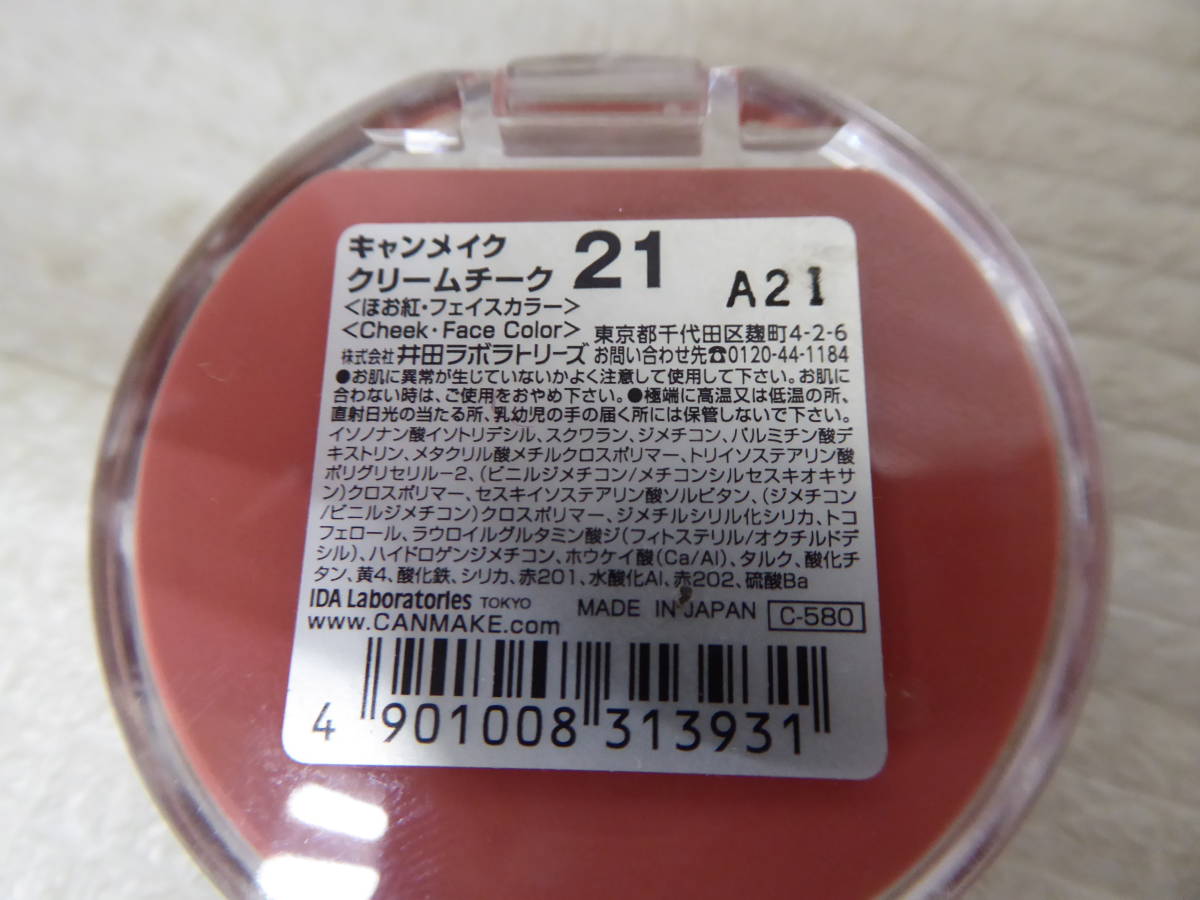 キャンメイク
クリームチーク 21
A21
<ほお紅・フェイスカラー>
<Cheek・Face Color> 東京都千代田区麹町4-2-6
株式会社 井田ラボラトリーズ お問い合わせ先☎0120-44-1184
●お肌に異常が生じていないかよく注意して使用して下さい。お肌に
合わない時は、ご使用をおやめ下さい。●極端に高温又は低温の所、
直射日光の当たる所、乳幼児の手の届く所には保管しないで下さい。
イソノナン酸イソトリデシル、スクワラン、ジメチコン、パルミチン酸デ
キストリン、メタクリル酸メチルクロスポリマー、トリイソステアリン酸
ポリグリセリル-2、(ビニルジメチコン/メチコンシルセスキオキサ
ン)クロスポリマー、セスキイソステアリン酸ソルビタン、(ジメチコン
/ビニルジメチコン)クロスポリマー、ジメチルシリル化シリカ、トコ
フェロール、ラウロイルグルタミン酸ジ(フィトステリル/オクチルドデ
シル)、ハイドロゲンジメチコン、ホウケイ酸(Ca/Al)、タルク、酸化チ
タン、黄4、酸化鉄、シリカ、赤201、水酸化Al、赤202、硫酸Ba
IDA Laboratories TOKYO MADE IN JAPAN C-580
www.CANMAKE.com
4 901008 313931